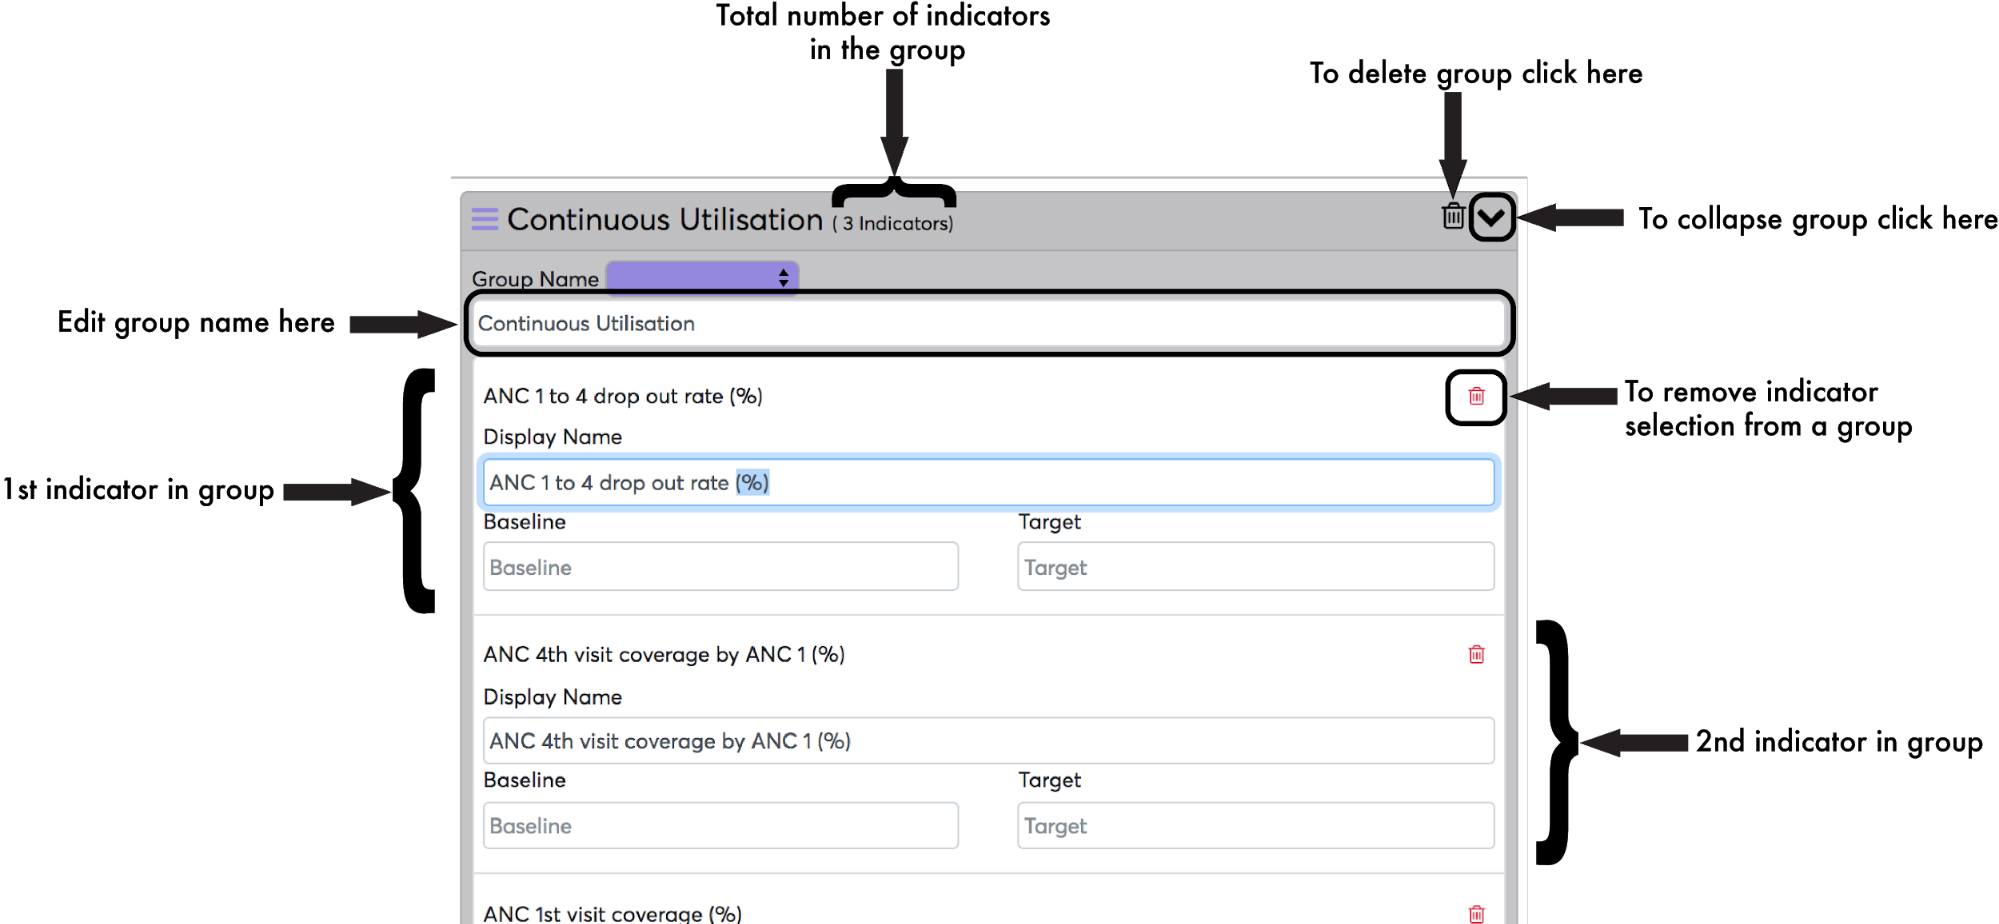 Total number of indicators
in the group
To delete group click here
Continuous Utilisation ( 3 Indicators)
To collapse group click here
Group Name
Edit group name here
Continuous Utilisation
ANC 1 to 4 drop out rate (%)
To remove indicator
selection from a group
Display Name
1st indicator in group
ANC 1 to 4 drop out rate (%)
Baseline Target
Baseline Target
ANC 4th visit coverage by ANC 1 (%)
Display Name
ANC 4th visit coverage by ANC 1 (%)
2nd indicator in group
Baseline Target
Baseline Target
ANC 1st visit coverage (%)